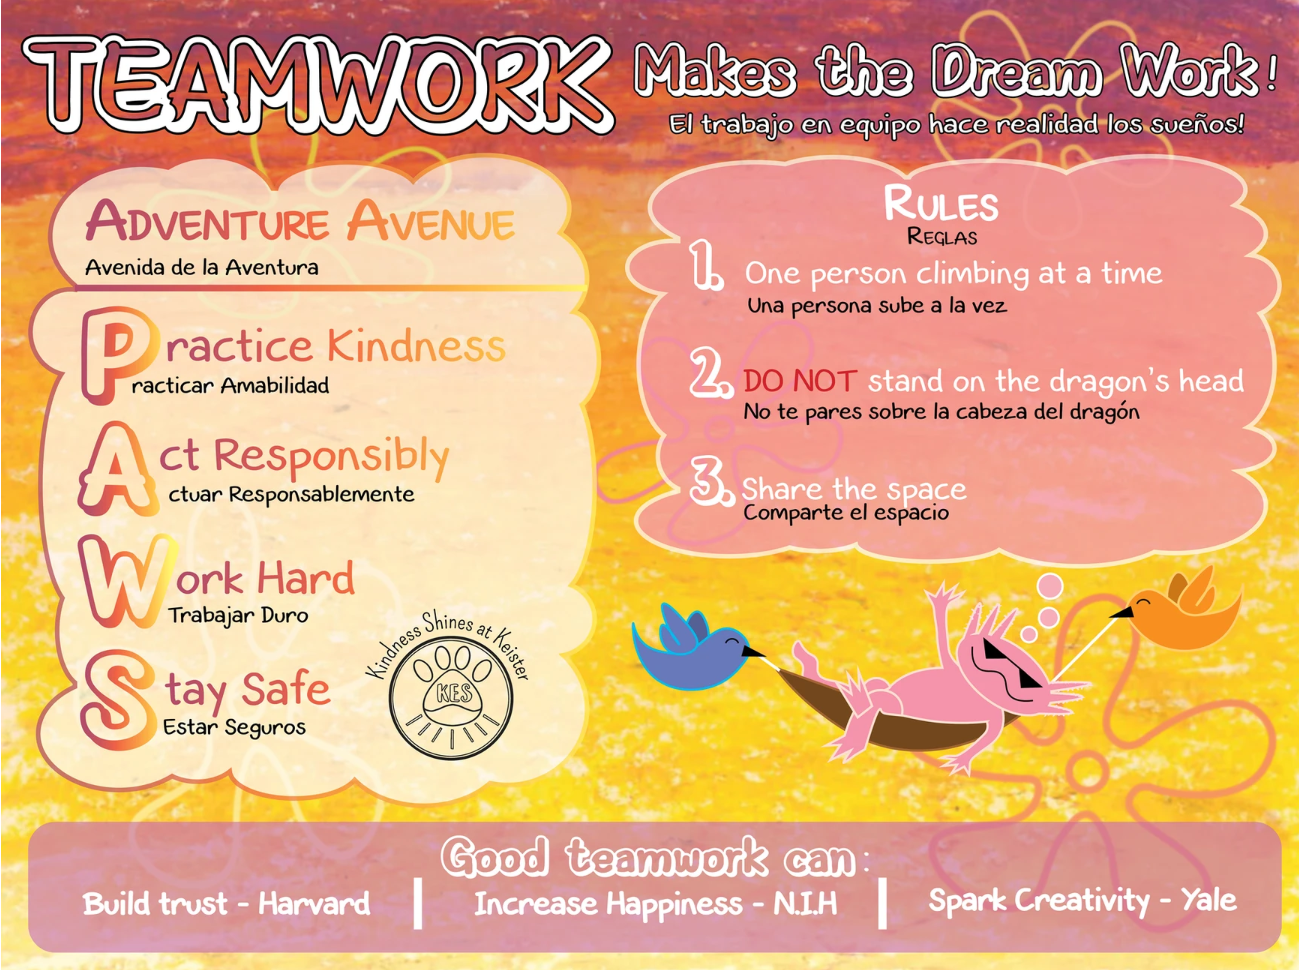 TEAMWORK Makes the Dream Work!
El trabajo en equipo hace realidad los sueños!
ADVENTURE AVENUE
Avenida de la Aventura
Practice Kindness
racticar Amabilidad
Act Responsibly
ctuar Responsablemente
Work Hard
Trabajar Duro
Stay Safe
Estar Seguros
Kindness Shines at Keister
KES
RULES
REGLAS
1. One person climbing at a time
Una persona sube a la vez
2. DO NOT stand on the dragon's head
No te pares sobre la cabeza del dragón
3. Share the space
Comparte el espacio
Good teamwork can:
Build trust - Harvard | Increase Happiness - N.I.H | Spark Creativity - Yale